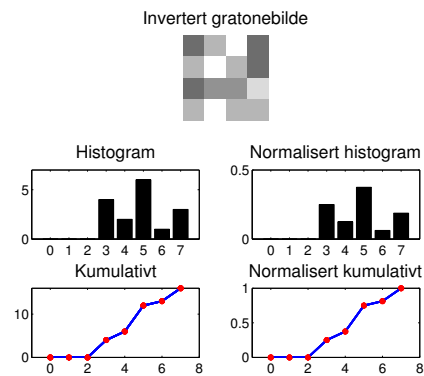 Invertert gratonebilde
Histogram
5
0
0 1 2 3 4 5 6 7
Normalisert histogram
0.5
0
0 1 2 3 4 5 6 7
Kumulativt
10
0
0 2 4 6 8
Normalisert kumulativt
1
0.5
0
0 2 4 6 8